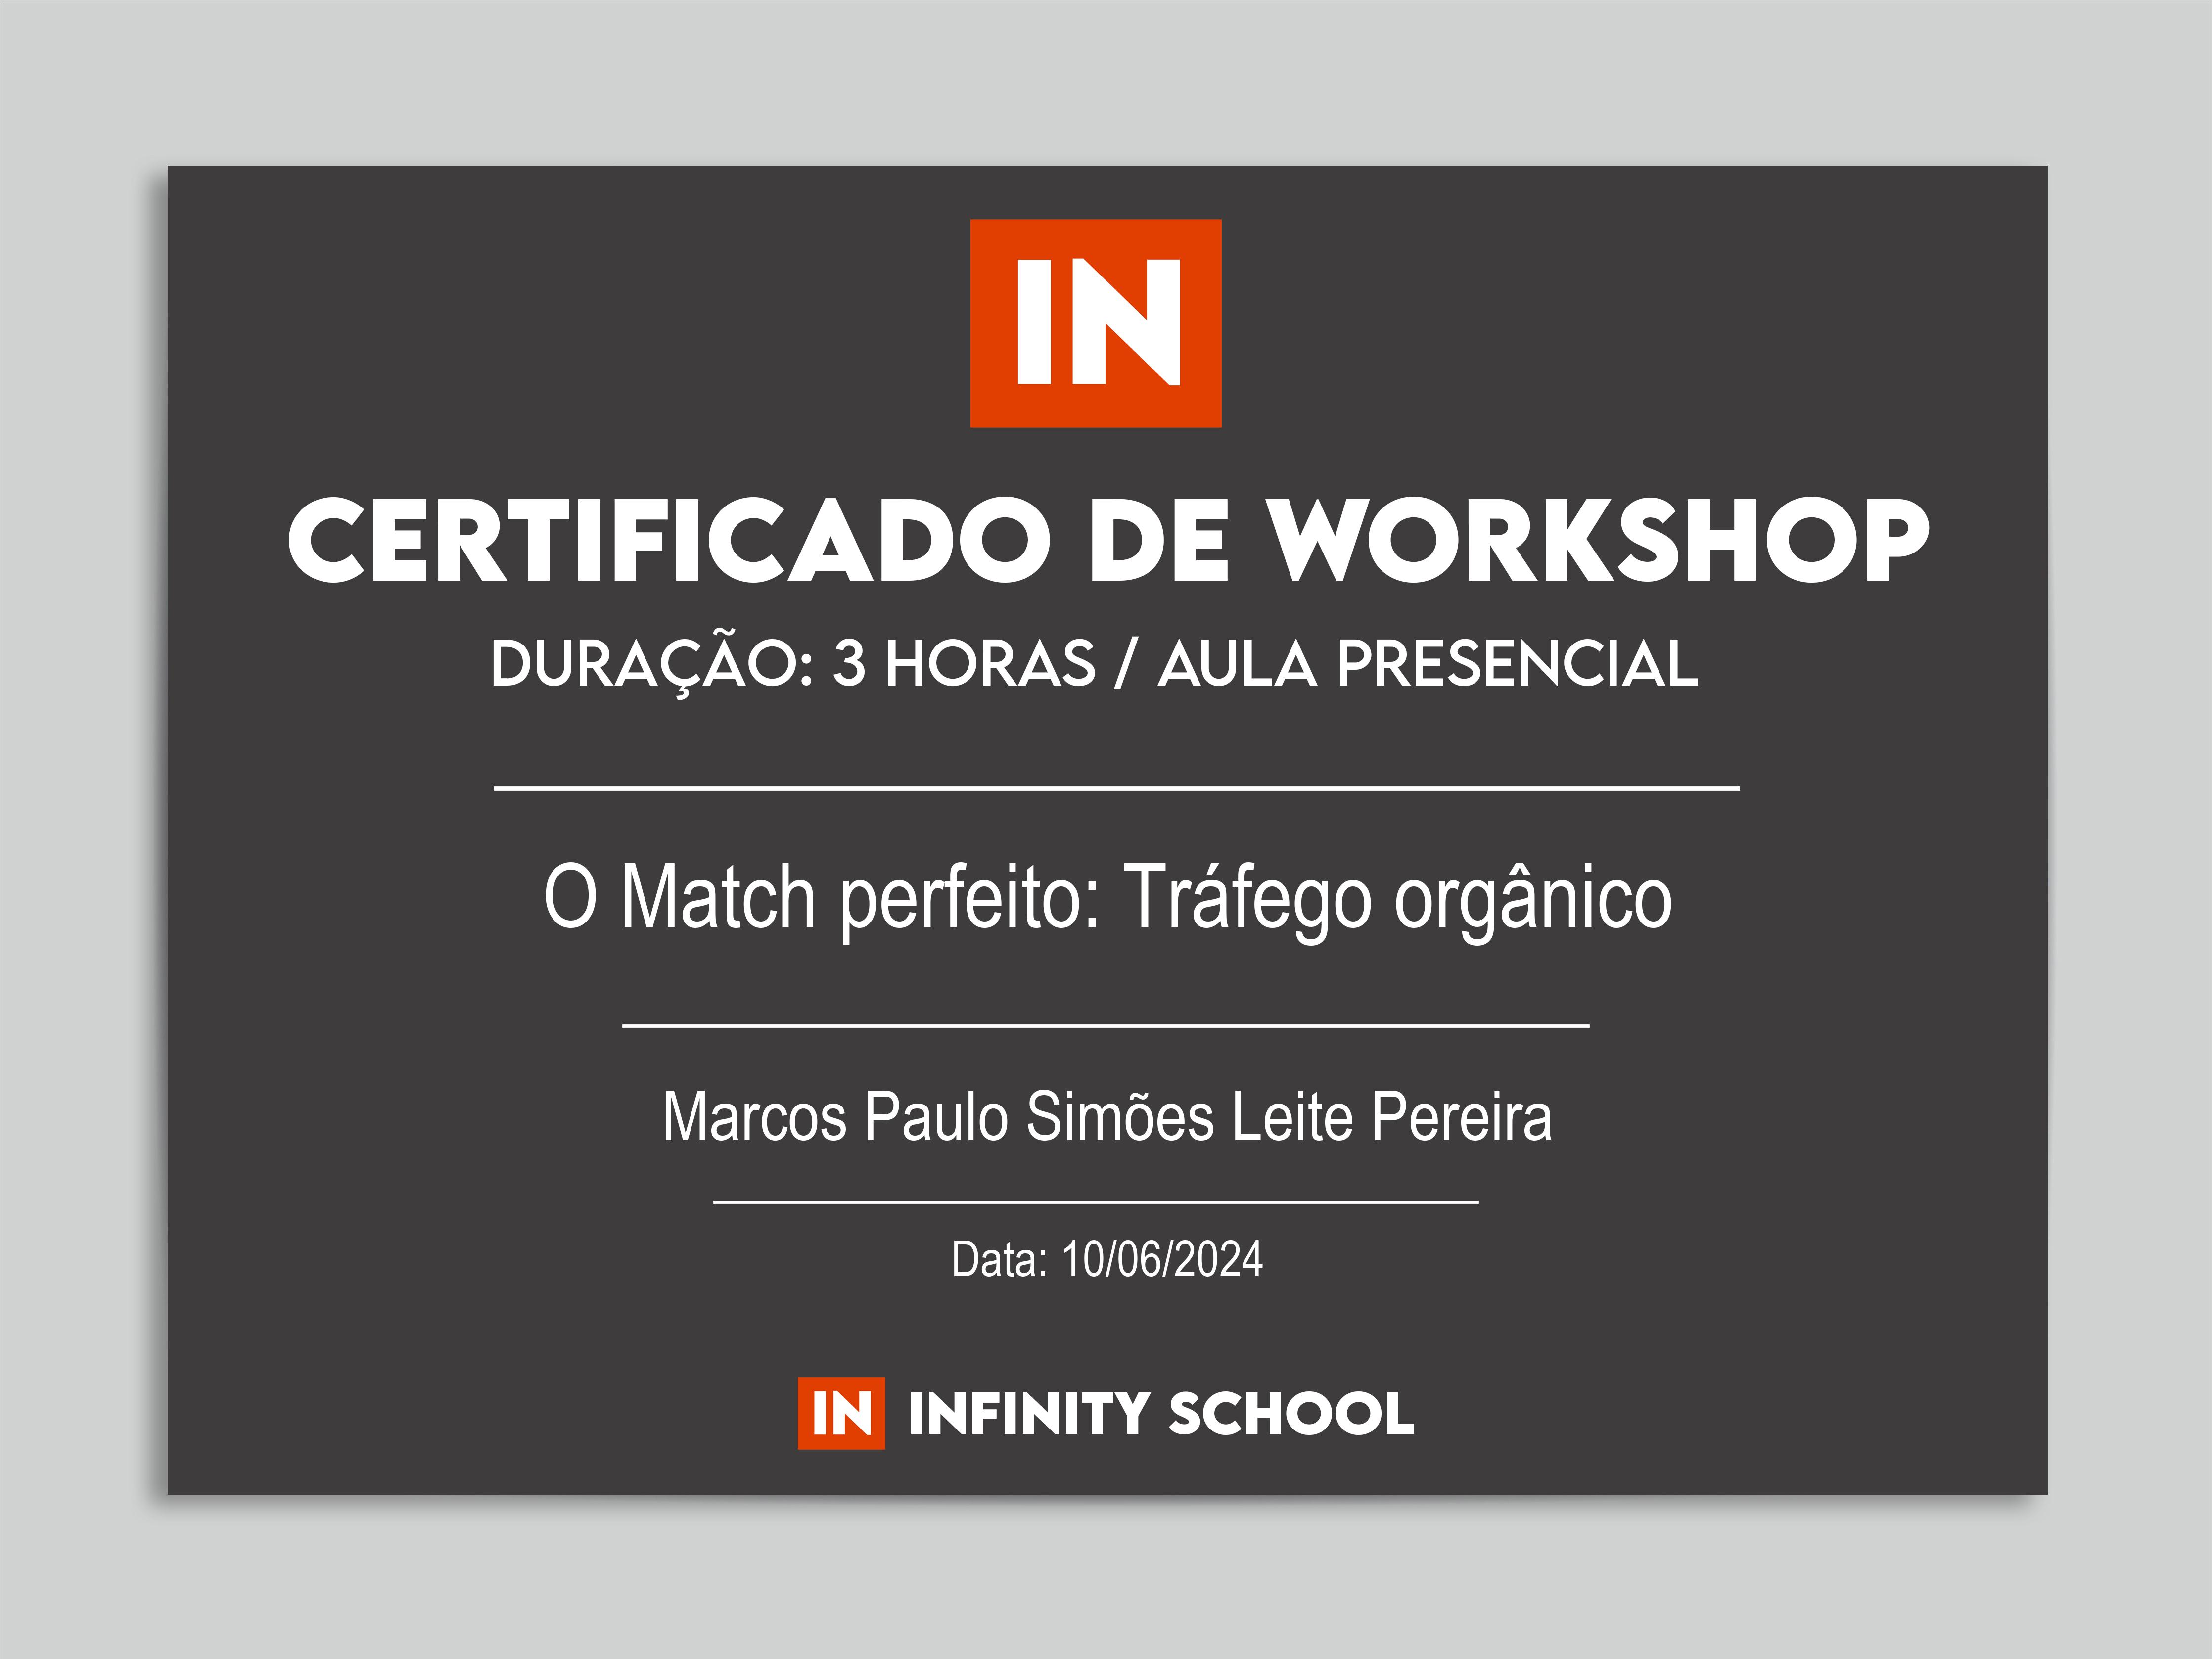 IN
CERTIFICADO DE WORKSHOP
DURAÇÃO: 3 HORAS / AULA PRESENCIAL
O Match perfeito: Tráfego orgânico
Marcos Paulo Simões Leite Pereira
Data: 10/06/2024
IN INFINITY SCHOOL